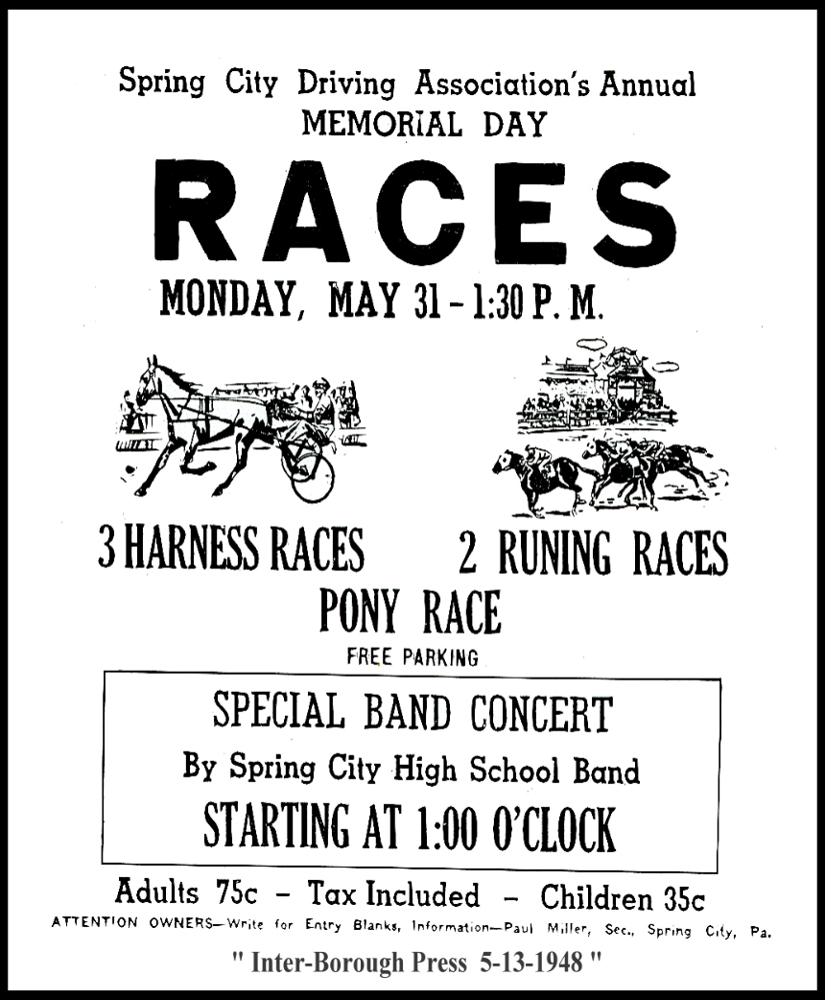 Spring City Driving Association's Annual
MEMORIAL DAY
RACES
MONDAY, MAY 31 – 1:30 P. M.
3 HARNESS RACES
2 RUNING RACES
PONY RACE
FREE PARKING
SPECIAL BAND CONCERT
By Spring City High School Band
STARTING AT 1:00 O'CLOCK
Adults 75c – Tax Included – Children 35c
ATTENTION OWNERS—Write for Entry Blanks, Information—Paul Miller, Sec., Spring City, Pa.
" Inter-Borough Press 5-13-1948 "